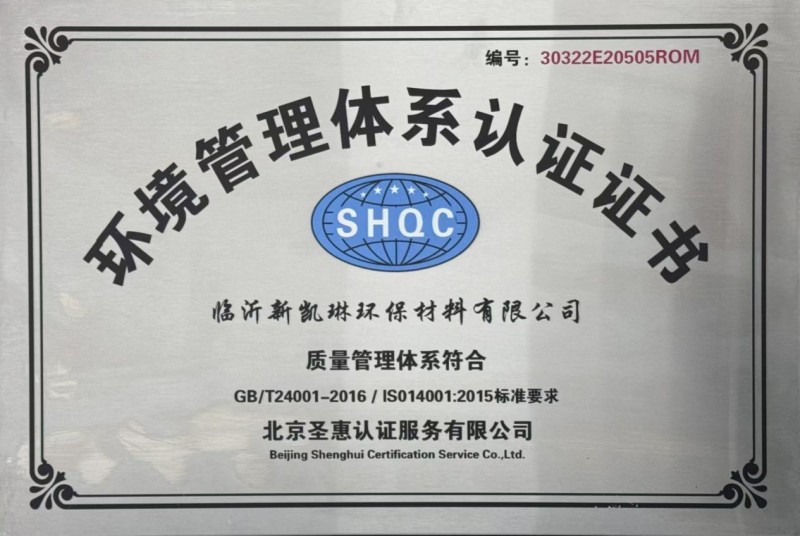 编号：30322E20505ROM
环境管理体系认证证书
SHQC
临沂新凯琳环保材料有限公司
质量管理体系符合
GB/T24001-2016 / ISO14001:2015标准要求
北京圣惠认证服务有限公司
Beijing Shenghui Certification Service Co.,Ltd.